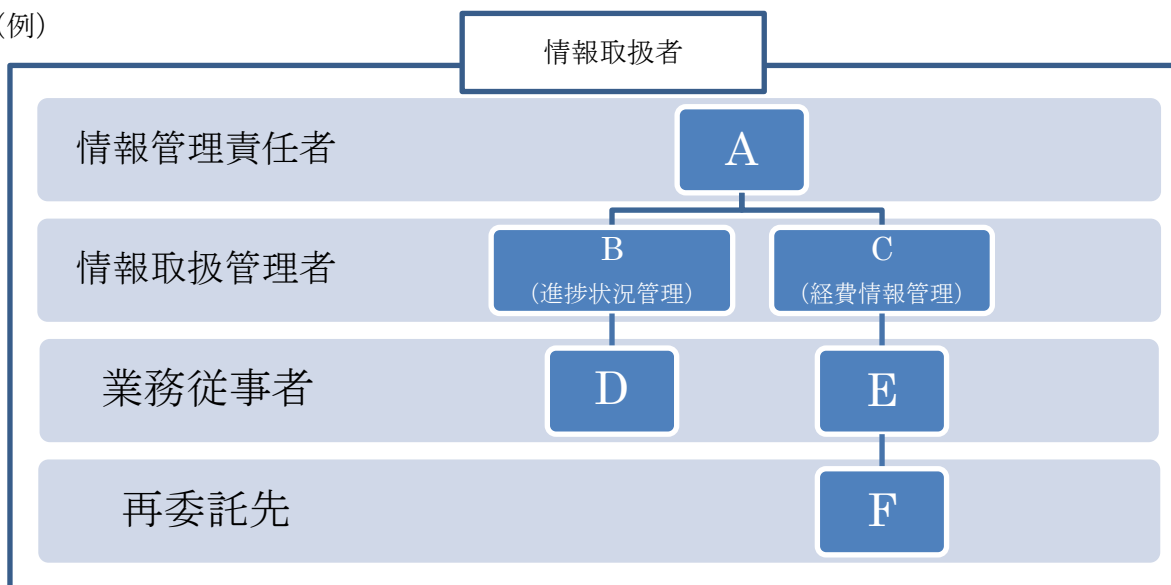 (例)
情報取扱者
情報管理責任者
A
情報取扱管理者
B
(進捗状況管理)
C
(経費情報管理)
業務従事者
D
E
再委託先
F